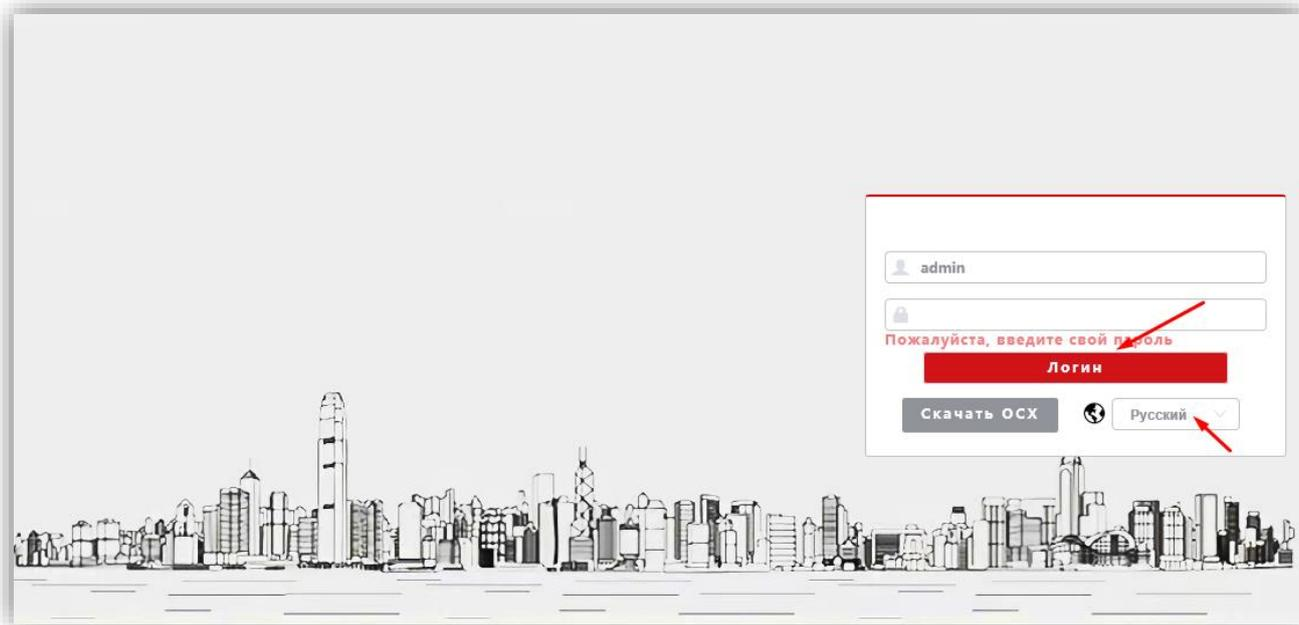 admin
Пожалуйста, введите свой пароль
Логин
Скачать OCX
Русский